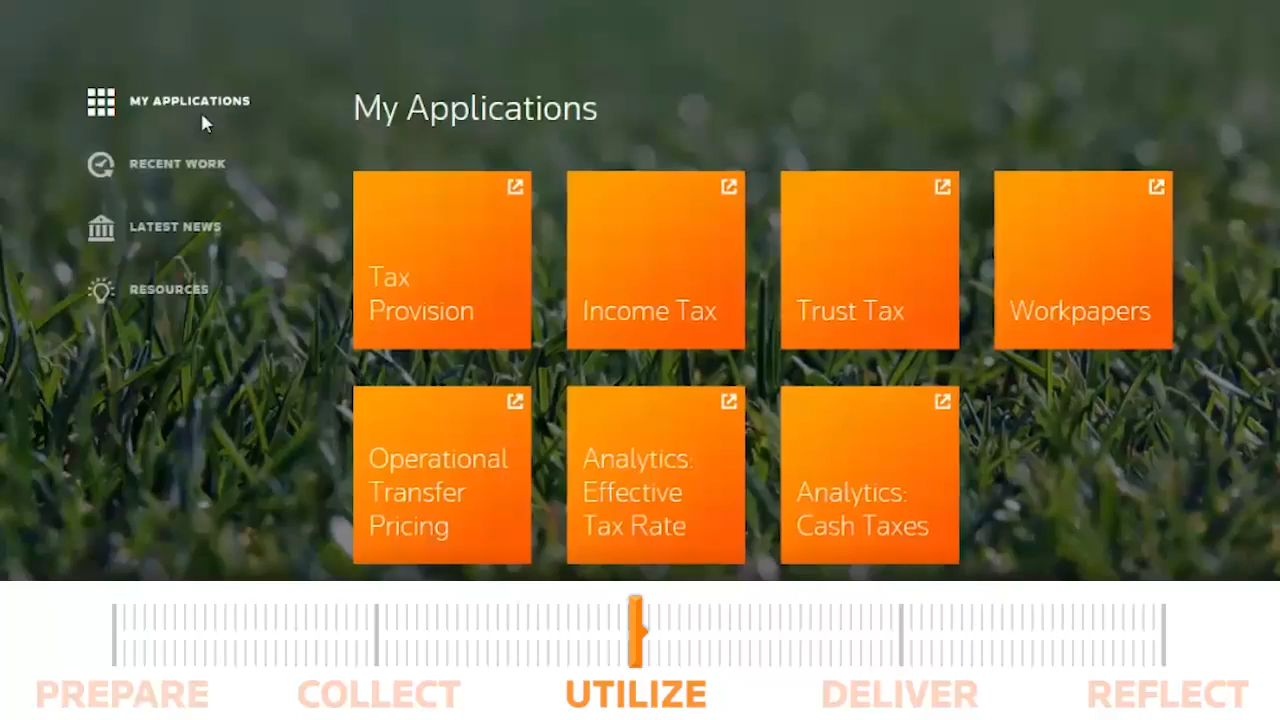 MY APPLICATIONS
RECENT WORK
LATEST NEWS
RESOURCES
My Applications
Tax
Provision
Income Tax
Trust Tax
Workpapers
Operational
Transfer
Pricing
Analytics:
Effective
Tax Rate
Analytics:
Cash Taxes
PREPARE
COLLECT
UTILIZE
DELIVER
REFLECT